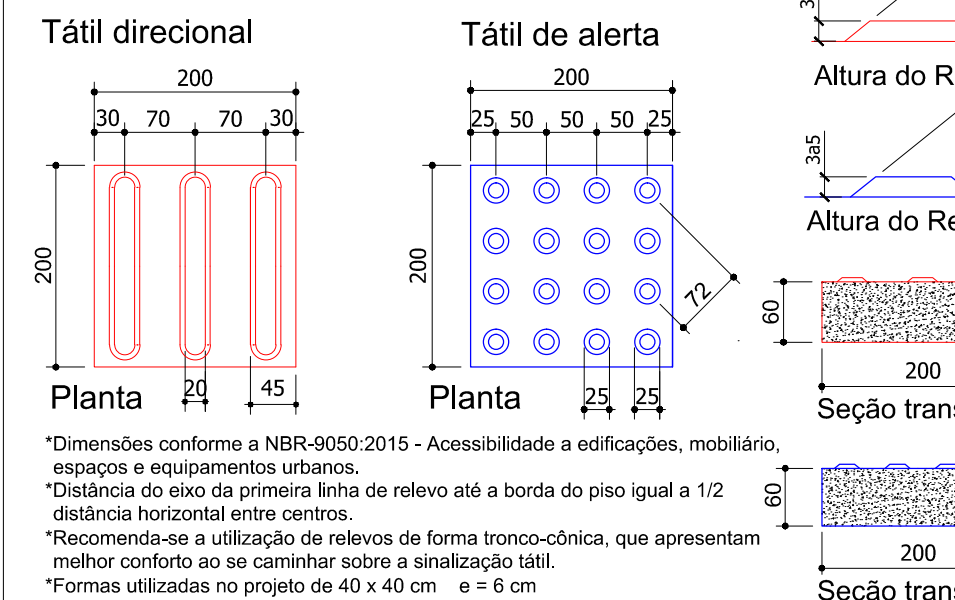 Tátil direcional
200
30 70 70 30
200
20 45
Planta
Tátil de alerta
200
25 50 50 50 25
200
72
25 25
Planta
*Dimensões conforme a NBR-9050:2015 - Acessibilidade a edificações, mobiliário,
espaços e equipamentos urbanos.
*Distância do eixo da primeira linha de relevo até a borda do piso igual a 1/2
distância horizontal entre centros.
*Recomenda-se a utilização de relevos de forma tronco-cônica, que apresentam
melhor conforto ao se caminhar sobre a sinalização tátil.
*Formas utilizadas no projeto de 40 x 40 cm e = 6 cm
Altura do R
3a5
Altura do Re
60
200
Seção trans
60
200
Seção trans